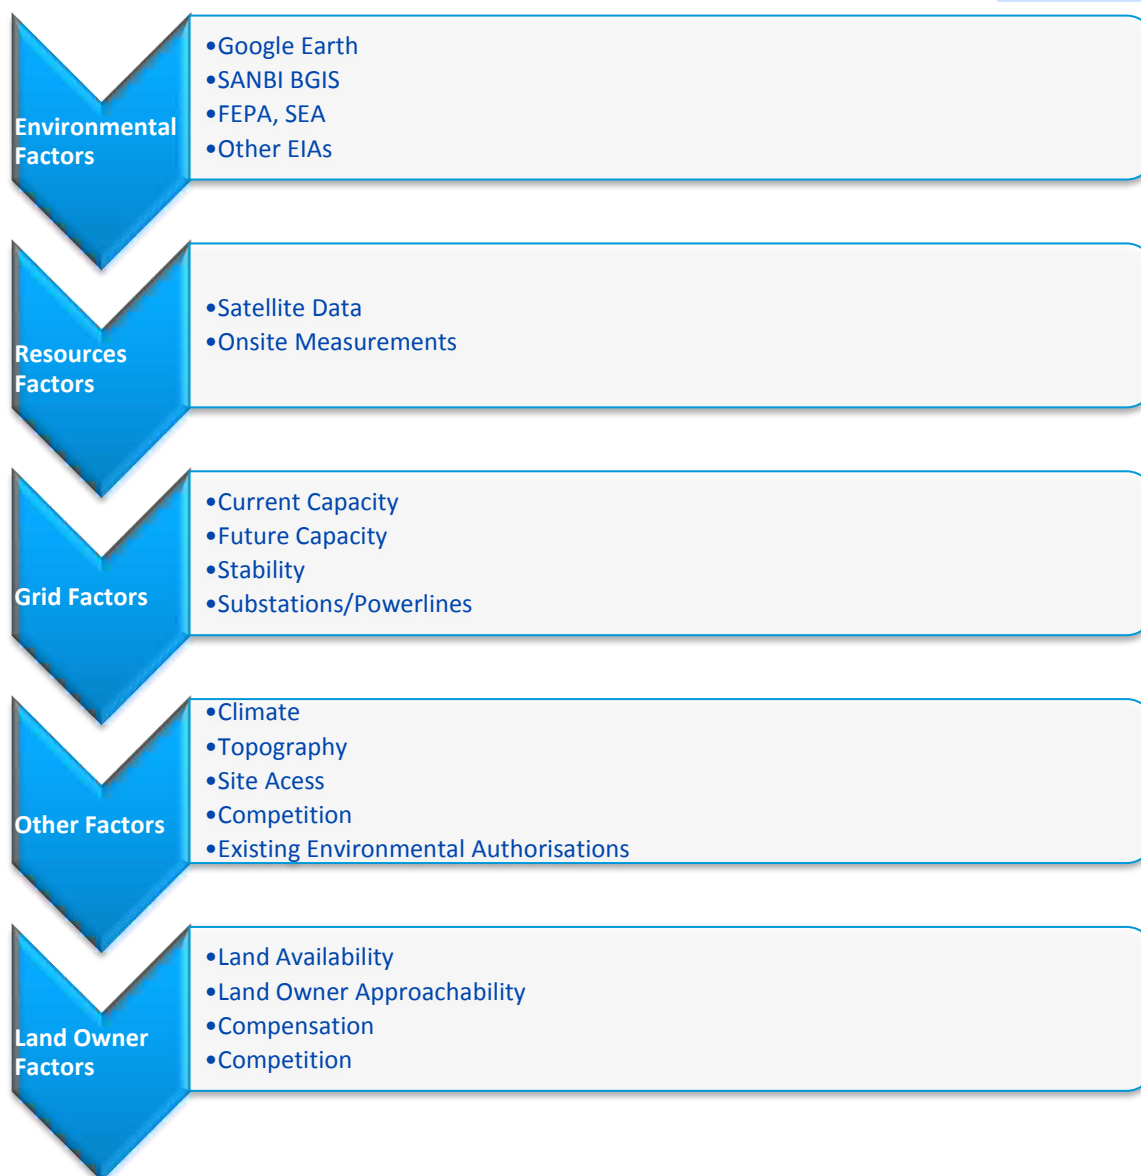 Environmental
Factors
•Google Earth
•SANBI BGIS
•FEPA, SEA
•Other EIAs
Resources
Factors
•Satellite Data
•Onsite Measurements
Grid Factors
•Current Capacity
•Future Capacity
•Stability
•Substations/Powerlines
Other Factors
•Climate
•Topography
•Site Acess
•Competition
•Existing Environmental Authorisations
Land Owner
Factors
•Land Availability
•Land Owner Approachability
•Compensation
•Competition